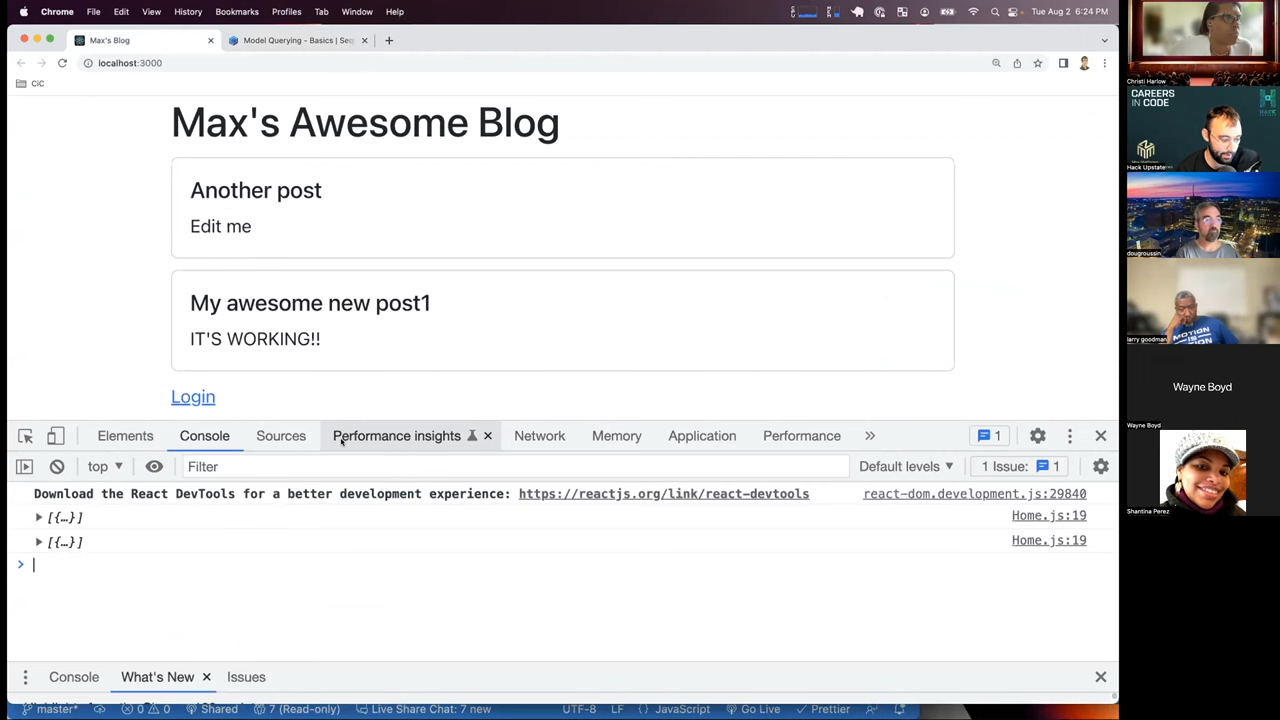 Chrome File Edit View History Bookmarks Profiles Tab Window Help Tue Aug 2 6:24 PM
Max's Blog Model Querying - Basics | Seq
localhost:3000
CiC
Max's Awesome Blog
Another post
Edit me
My awesome new post1
IT'S WORKING!!
Login
Elements Console Sources Performance insights Network Memory Application Performance 1
top Filter Default levels 1 Issue: 1
Download the React DevTools for a better development experience: https://reactjs.org/link/react-devtools react-dom.development.js:29840
[{…}] Home.js:19
[{…}] Home.js:19
Console What's New Issues
master* 0 0 Shared 7 (Read-only) Live Share Chat: 7 new UTF-8 LF {} JavaScript Go Live Prettier
Christi Harlow
CAREERS
IN CODE
Hack Upstate
dougroussin
MOTION
IS
larry goodman
Wayne Boyd
Wayne Boyd
Shantina Perez